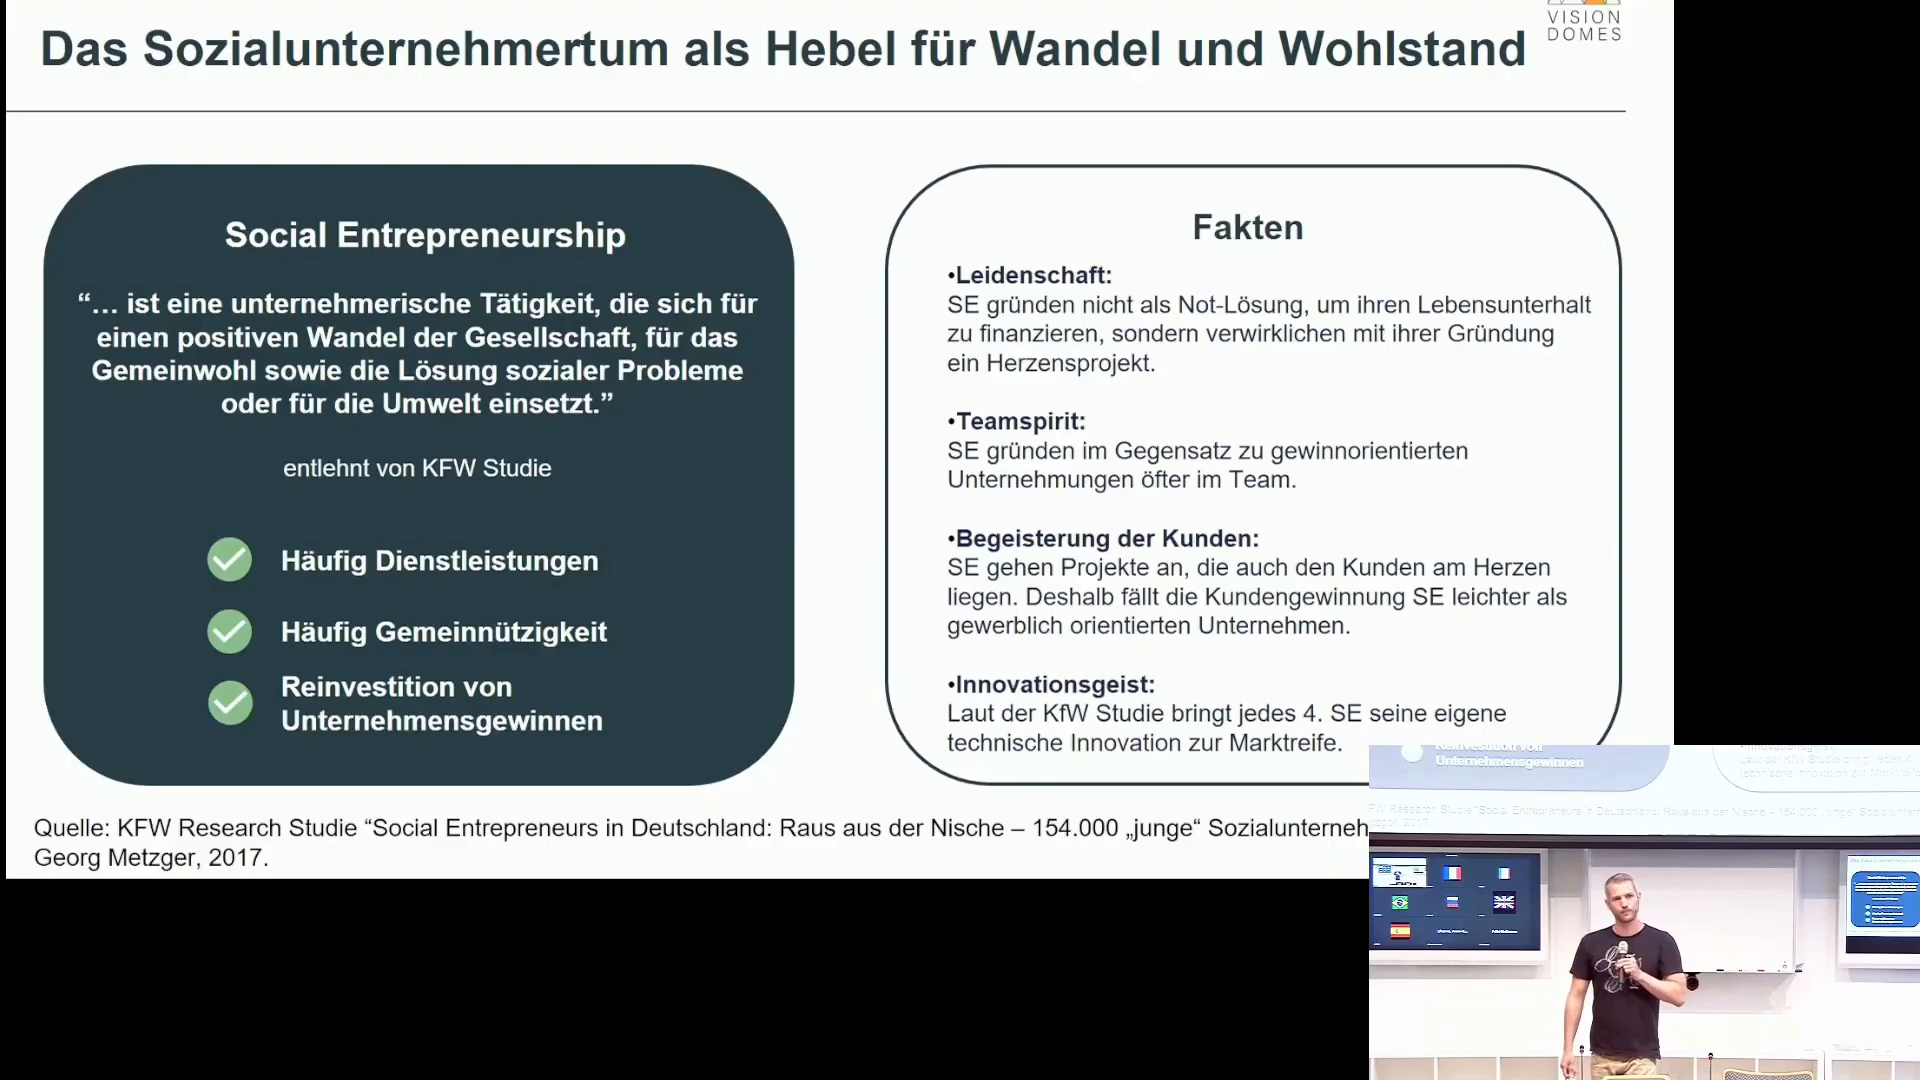 Das Sozialunternehmertum als Hebel für Wandel und Wohlstand
VISION
DOMES
Social Entrepreneurship
“… ist eine unternehmerische Tätigkeit, die sich für
einen positiven Wandel der Gesellschaft, für das
Gemeinwohl sowie die Lösung sozialer Probleme
oder für die Umwelt einsetzt.”
entlehnt von KFW Studie
Häufig Dienstleistungen
Häufig Gemeinnützigkeit
Reinvestition von
Unternehmensgewinnen
Fakten
•Leidenschaft:
SE gründen nicht als Not-Lösung, um ihren Lebensunterhalt
zu finanzieren, sondern verwirklichen mit ihrer Gründung
ein Herzensprojekt.
•Teamspirit:
SE gründen im Gegensatz zu gewinnorientierten
Unternehmungen öfter im Team.
•Begeisterung der Kunden:
SE gehen Projekte an, die auch den Kunden am Herzen
liegen. Deshalb fällt die Kundengewinnung SE leichter als
gewerblich orientierten Unternehmen.
•Innovationsgeist:
Laut der KfW Studie bringt jedes 4. SE seine eigene
technische Innovation zur Marktreife.
Quelle: KFW Research Studie “Social Entrepreneurs in Deutschland: Raus aus der Nische – 154.000 „junge“ Sozialunterneh
Georg Metzger, 2017.
Reinvestition von
Unternehmensgewinnen